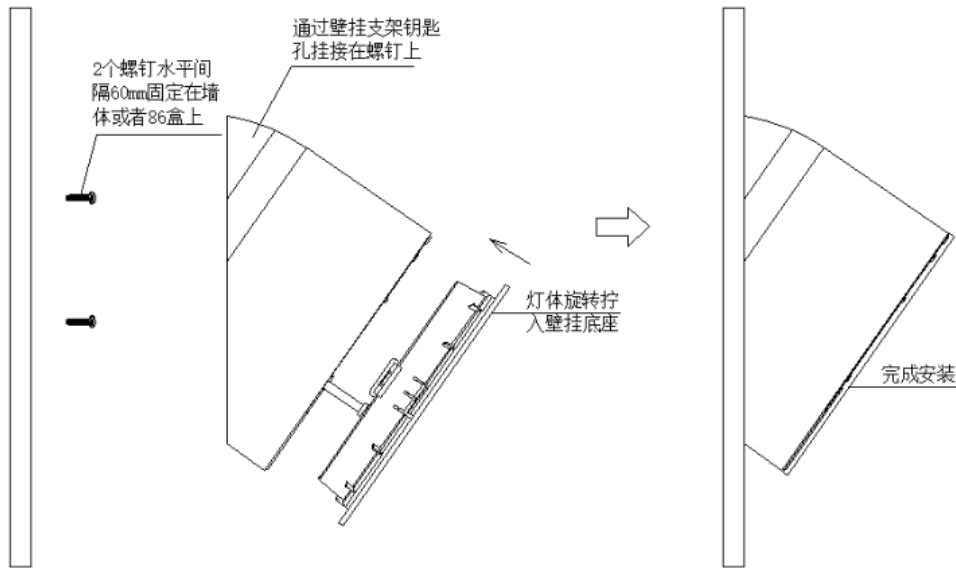 通过壁挂支架钥匙
孔挂接在螺钉上
2个螺钉水平间
隔60mm固定在墙
体或者86盒上
灯体旋转拧
入壁挂底座
完成安装